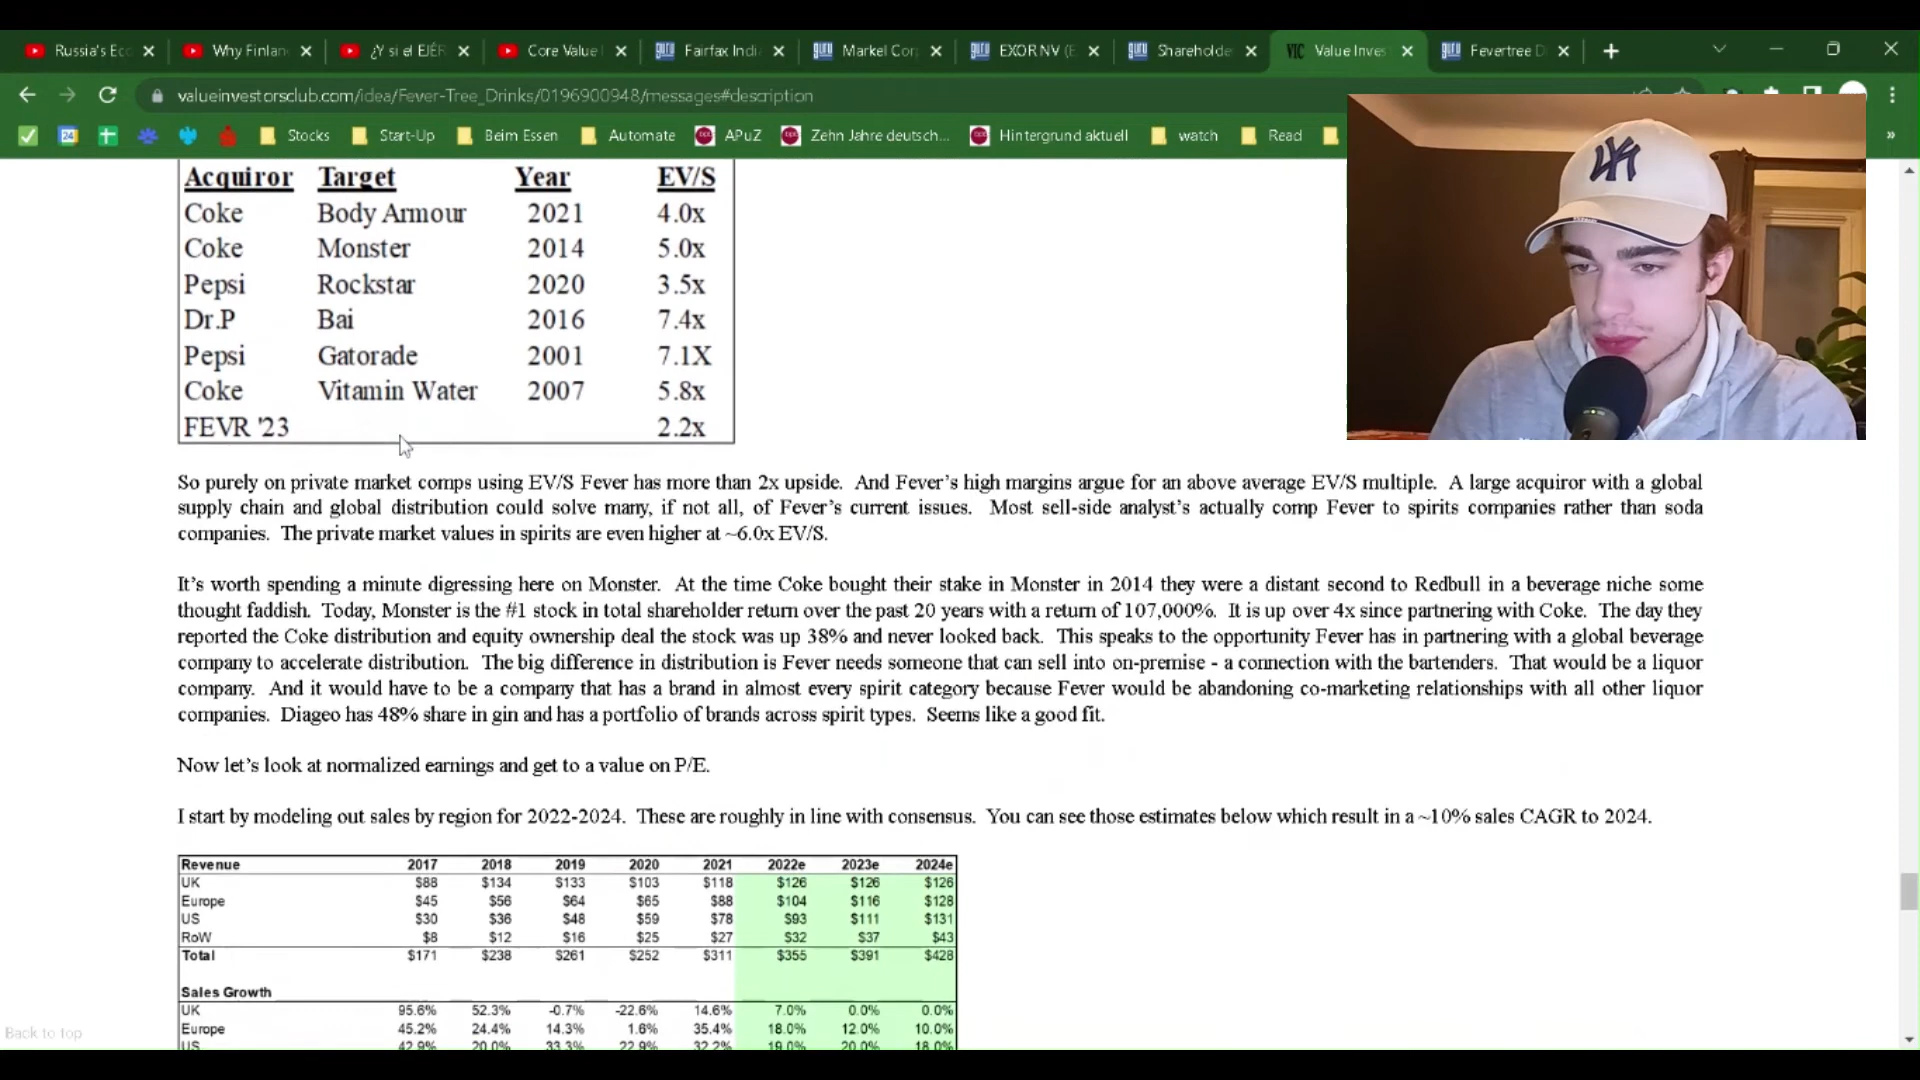 Russia's Ec
Why Finlan
¿Y si el EJÉR
Core Value
Fairfax Indi
Markel Cor
EXOR NV (E
Shareholde
VIC Value Inves
Fevertree D
valueinvestorsclub.com/idea/Fever-Tree_Drinks/0196900948/messages#description
Stocks
Start-Up
Beim Essen
Automate
APuZ
Zehn Jahre deutsch...
Hintergrund aktuell
watch
Read
»
Acquiror Target Year EV/S
Coke Body Armour 2021 4.0x
Coke Monster 2014 5.0x
Pepsi Rockstar 2020 3.5x
Dr.P Bai 2016 7.4x
Pepsi Gatorade 2001 7.1X
Coke Vitamin Water 2007 5.8x
FEVR '23 2.2x
So purely on private market comps using EV/S Fever has more than 2x upside. And Fever's high margins argue for an above average EV/S multiple. A large acquiror with a global
supply chain and global distribution could solve many, if not all, of Fever's current issues. Most sell-side analyst's actually comp Fever to spirits companies rather than soda
companies. The private market values in spirits are even higher at ~6.0x EV/S.
It's worth spending a minute digressing here on Monster. At the time Coke bought their stake in Monster in 2014 they were a distant second to Redbull in a beverage niche some
thought faddish. Today, Monster is the #1 stock in total shareholder return over the past 20 years with a return of 107,000%. It is up over 4x since partnering with Coke. The day they
reported the Coke distribution and equity ownership deal the stock was up 38% and never looked back. This speaks to the opportunity Fever has in partnering with a global beverage
company to accelerate distribution. The big difference in distribution is Fever needs someone that can sell into on-premise - a connection with the bartenders. That would be a liquor
company. And it would have to be a company that has a brand in almost every spirit category because Fever would be abandoning co-marketing relationships with all other liquor
companies. Diageo has 48% share in gin and has a portfolio of brands across spirit types. Seems like a good fit.
Now let's look at normalized earnings and get to a value on P/E.
I start by modeling out sales by region for 2022-2024. These are roughly in line with consensus. You can see those estimates below which result in a ~10% sales CAGR to 2024.
Revenue 2017 2018 2019 2020 2021 2022e 2023e 2024e
UK $88 $134 $133 $103 $118 $126 $126 $126
Europe $45 $56 $64 $65 $88 $104 $116 $128
US $30 $36 $48 $59 $78 $93 $111 $131
RoW $8 $12 $16 $25 $27 $32 $37 $43
Total $171 $238 $261 $252 $311 $355 $391 $428
Sales Growth
UK 95.6% 52.3% -0.7% -22.6% 14.6% 7.0% 0.0% 0.0%
Europe 45.2% 24.4% 14.3% 1.6% 35.4% 18.0% 12.0% 10.0%
US 42.9% 20.0% 33.3% 22.9% 32.2% 19.0% 20.0% 18.0%
Back to top